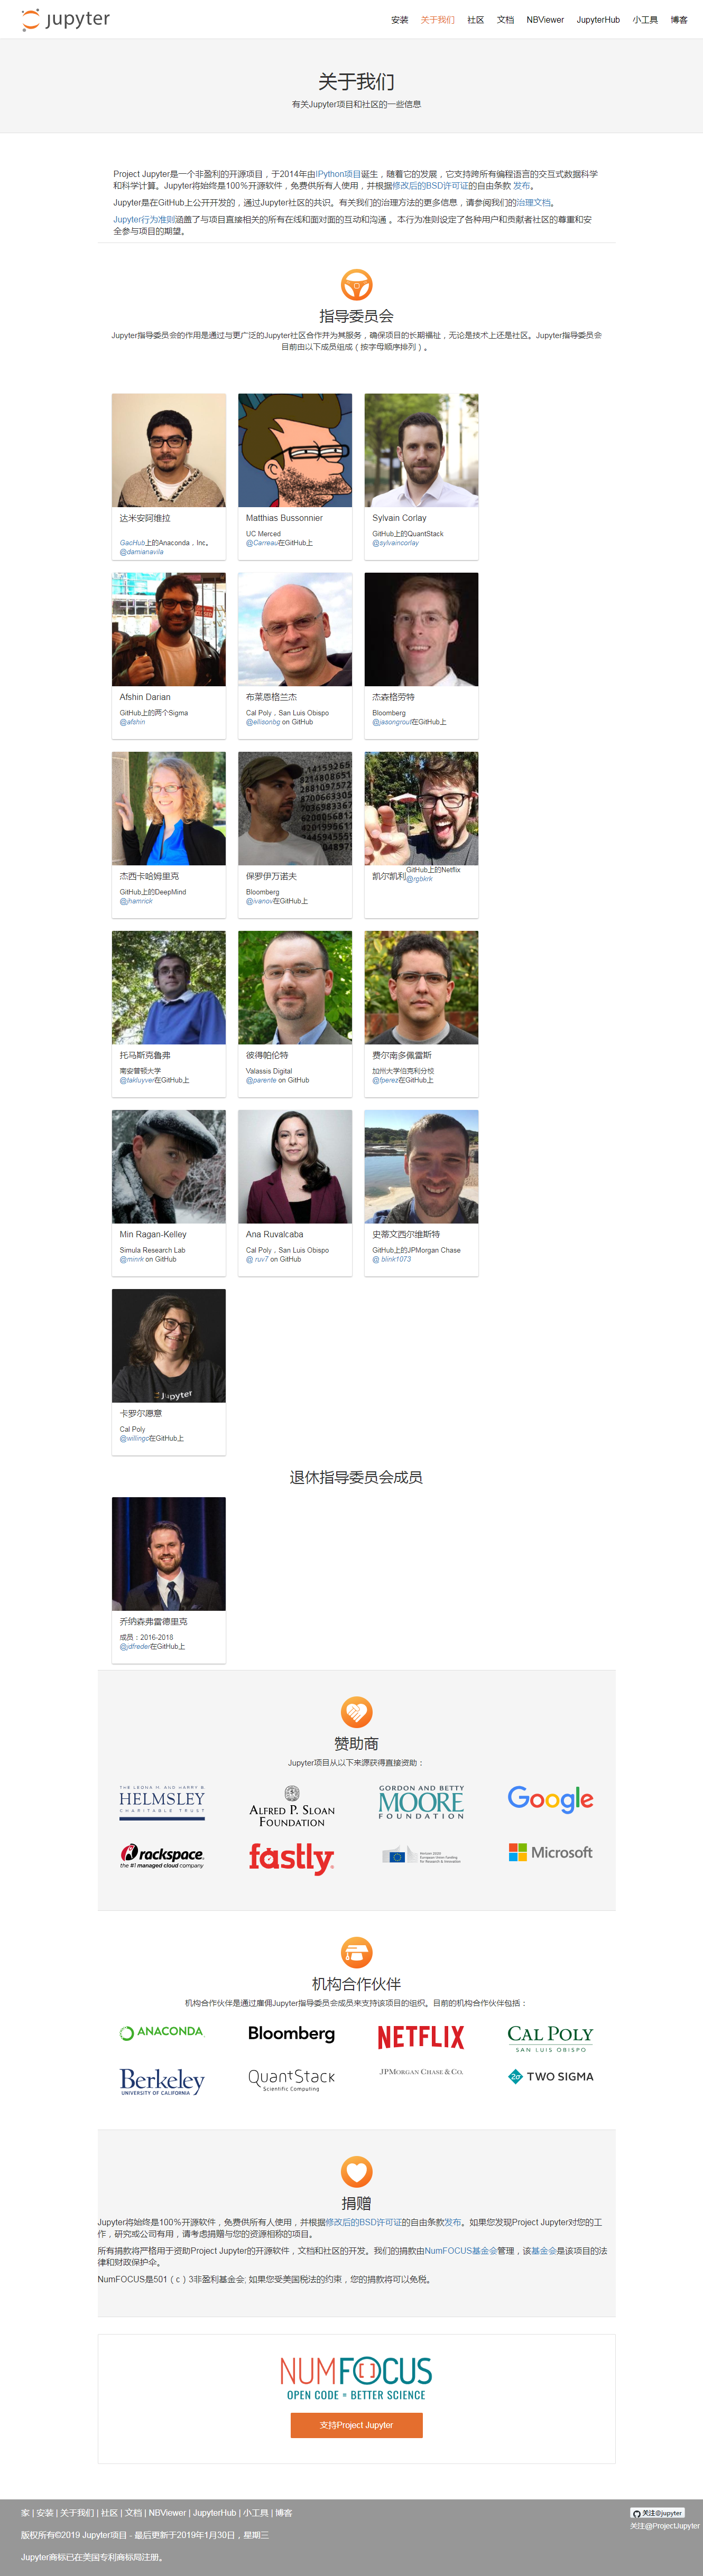 jupyter
安装 关于我们 社区 文档 NBViewer JupyterHub 小工具 博客
关于我们
有关Jupyter项目和社区的一些信息
Project Jupyter是一个非盈利的开源项目，于2014年由IPython项目诞生，随着它的发展，它支持跨所有编程语言的交互式数据科学
和科学计算。Jupyter将始终是100％开源软件，免费供所有人使用，并根据修改后的BSD许可证的自由条款 发布。
Jupyter是在GitHub上公开开发的，通过Jupyter社区的共识。有关我们的治理方法的更多信息，请参阅我们的治理文档。
Jupyter行为准则涵盖了与项目直接相关的所有在线和面对面的互动和沟通 。本行为准则设定了各种用户和贡献者社区的尊重和安
全参与项目的期望。
指导委员会
Jupyter指导委员会的作用是通过与更广泛的Jupyter社区合作并为其服务，确保项目的长期福祉，无论是技术上还是社区。Jupyter指导委员会
目前由以下成员组成（按字母顺序排列）。
达米安阿维拉
GacHub上的Anaconda，Inc。
@damianavila
Matthias Bussonnier
UC Merced
@Carreau在GitHub上
Sylvain Corlay
GitHub上的QuantStack
@sylvaincorlay
Afshin Darian
GitHub上的两个Sigma
@afshin
布莱恩格兰杰
Cal Poly，San Luis Obispo
@ellisonbg on GitHub
杰森格劳特
Bloomberg
@jasongrout在GitHub上
杰西卡哈姆里克
GitHub上的DeepMind
@jhamrick
保罗伊万诺夫
Bloomberg
@ivanov在GitHub上
凯尔凯利
GitHub上的Netflix
@rgbkrk
托马斯克鲁弗
南安普顿大学
@takluyver在GitHub上
彼得帕伦特
Valassis Digital
@parente on GitHub
费尔南多佩雷斯
加州大学伯克利分校
@fperez在GitHub上
Min Ragan-Kelley
Simula Research Lab
@minrk on GitHub
Ana Ruvalcaba
Cal Poly，San Luis Obispo
@ ruv7 on GitHub
史蒂文西尔维斯特
GitHub上的JPMorgan Chase
@ blink1073
Jupyter
卡罗尔愿意
Cal Poly
@willingc在GitHub上
退休指导委员会成员
乔纳森弗雷德里克
成员：2016-2018
@jdfreder在GitHub上
赞助商
Jupyter项目从以下来源获得直接资助：
THE LEONA M. AND HARRY B.
HELMSLEY
CHARITABLE TRUST
ALFRED P. SLOAN
FOUNDATION
GORDON AND BETTY
MOORE
FOUNDATION
Google
rackspace.
the #1 managed cloud company
fastly
Horizon 2020
European Union funding
for Research & Innovation
Microsoft
机构合作伙伴
机构合作伙伴是通过雇佣Jupyter指导委员会成员来支持该项目的组织。目前的机构合作伙伴包括：
ANACONDA
Bloomberg
NETFLIX
CAL POLY
SAN LUIS OBISPO
Berkeley
UNIVERSITY OF CALIFORNIA
QuantStack
Scientific Computing
JPMORGAN CHASE & CO.
2σ TWO SIGMA
捐赠
Jupyter将始终是100％开源软件，免费供所有人使用，并根据修改后的BSD许可证的自由条款发布。如果您发现Project Jupyter对您的工
作，研究或公司有用，请考虑捐赠与您的资源相称的项目。
所有捐款将严格用于资助Project Jupyter的开源软件，文档和社区的开发。我们的捐款由NumFOCUS基金会管理，该基金会是该项目的法
律和财政保护伞。
NumFOCUS是501（c）3非盈利基金会; 如果您受美国税法的约束，您的捐款将可以免税。
NUMFOCUS
OPEN CODE = BETTER SCIENCE
支持Project Jupyter
家 | 安装 | 关于我们 | 社区 | 文档 | NBViewer | JupyterHub | 小工具 | 博客
关注@jupyter
关注@ProjectJupyter
版权所有©2019 Jupyter项目 - 最后更新于2019年1月30日，星期三
Jupyter商标已在美国专利商标局注册。